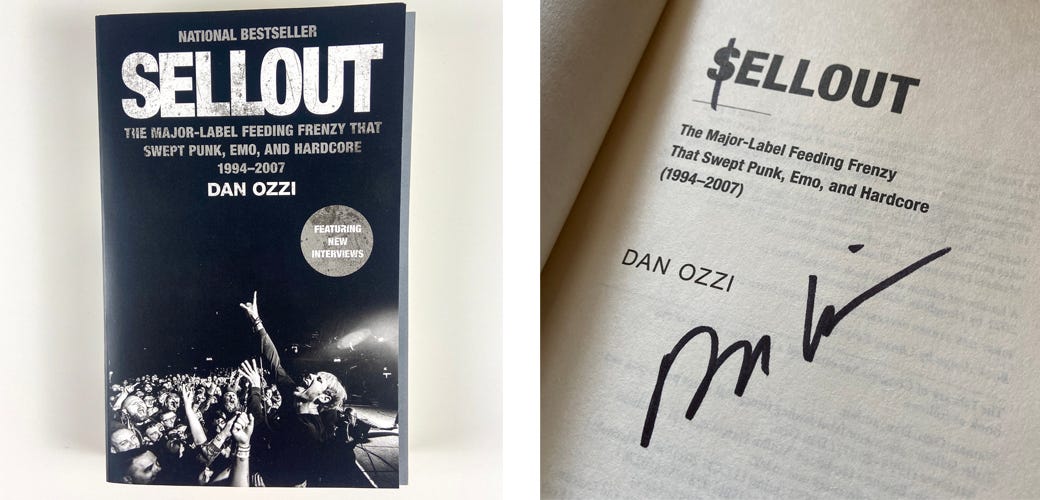 NATIONAL BESTSELLER
SELLOUT
THE MAJOR-LABEL FEEDING FRENZY THAT
SWEPT PUNK, EMO, AND HARDCORE
1994–2007
DAN OZZI
FEATURING
NEW
INTERVIEWS
$ELLOUT
The Major-Label Feeding Frenzy
That Swept Punk, Emo, and Hardcore
(1994–2007)
DAN OZZI